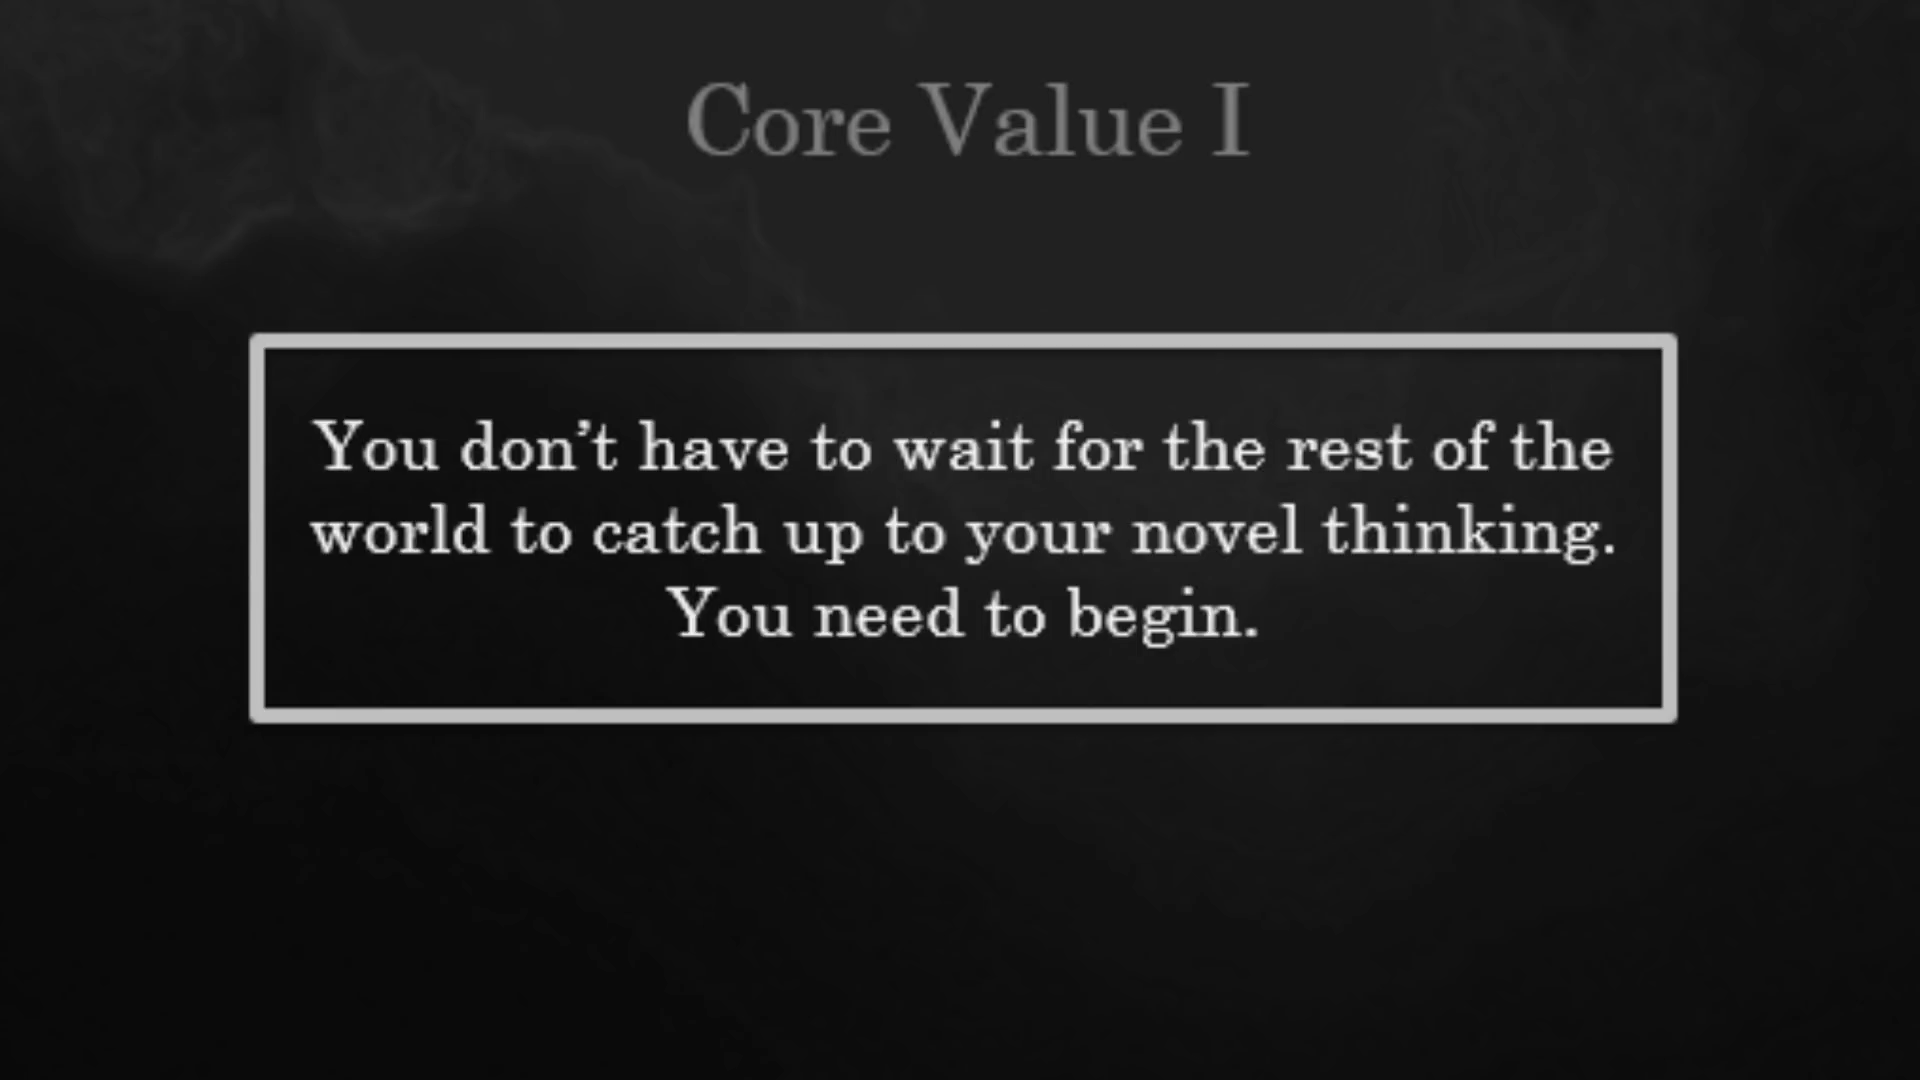 Core Value I
You don’t have to wait for the rest of the
world to catch up to your novel thinking.
You need to begin.